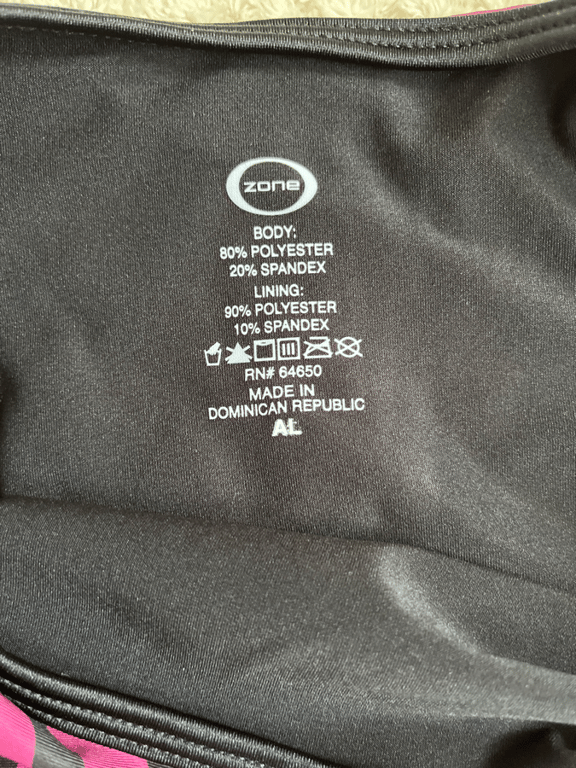 zone
BODY:
80% POLYESTER
20% SPANDEX
LINING:
90% POLYESTER
10% SPANDEX
RN# 64650
MADE IN
DOMINICAN REPUBLIC
AL